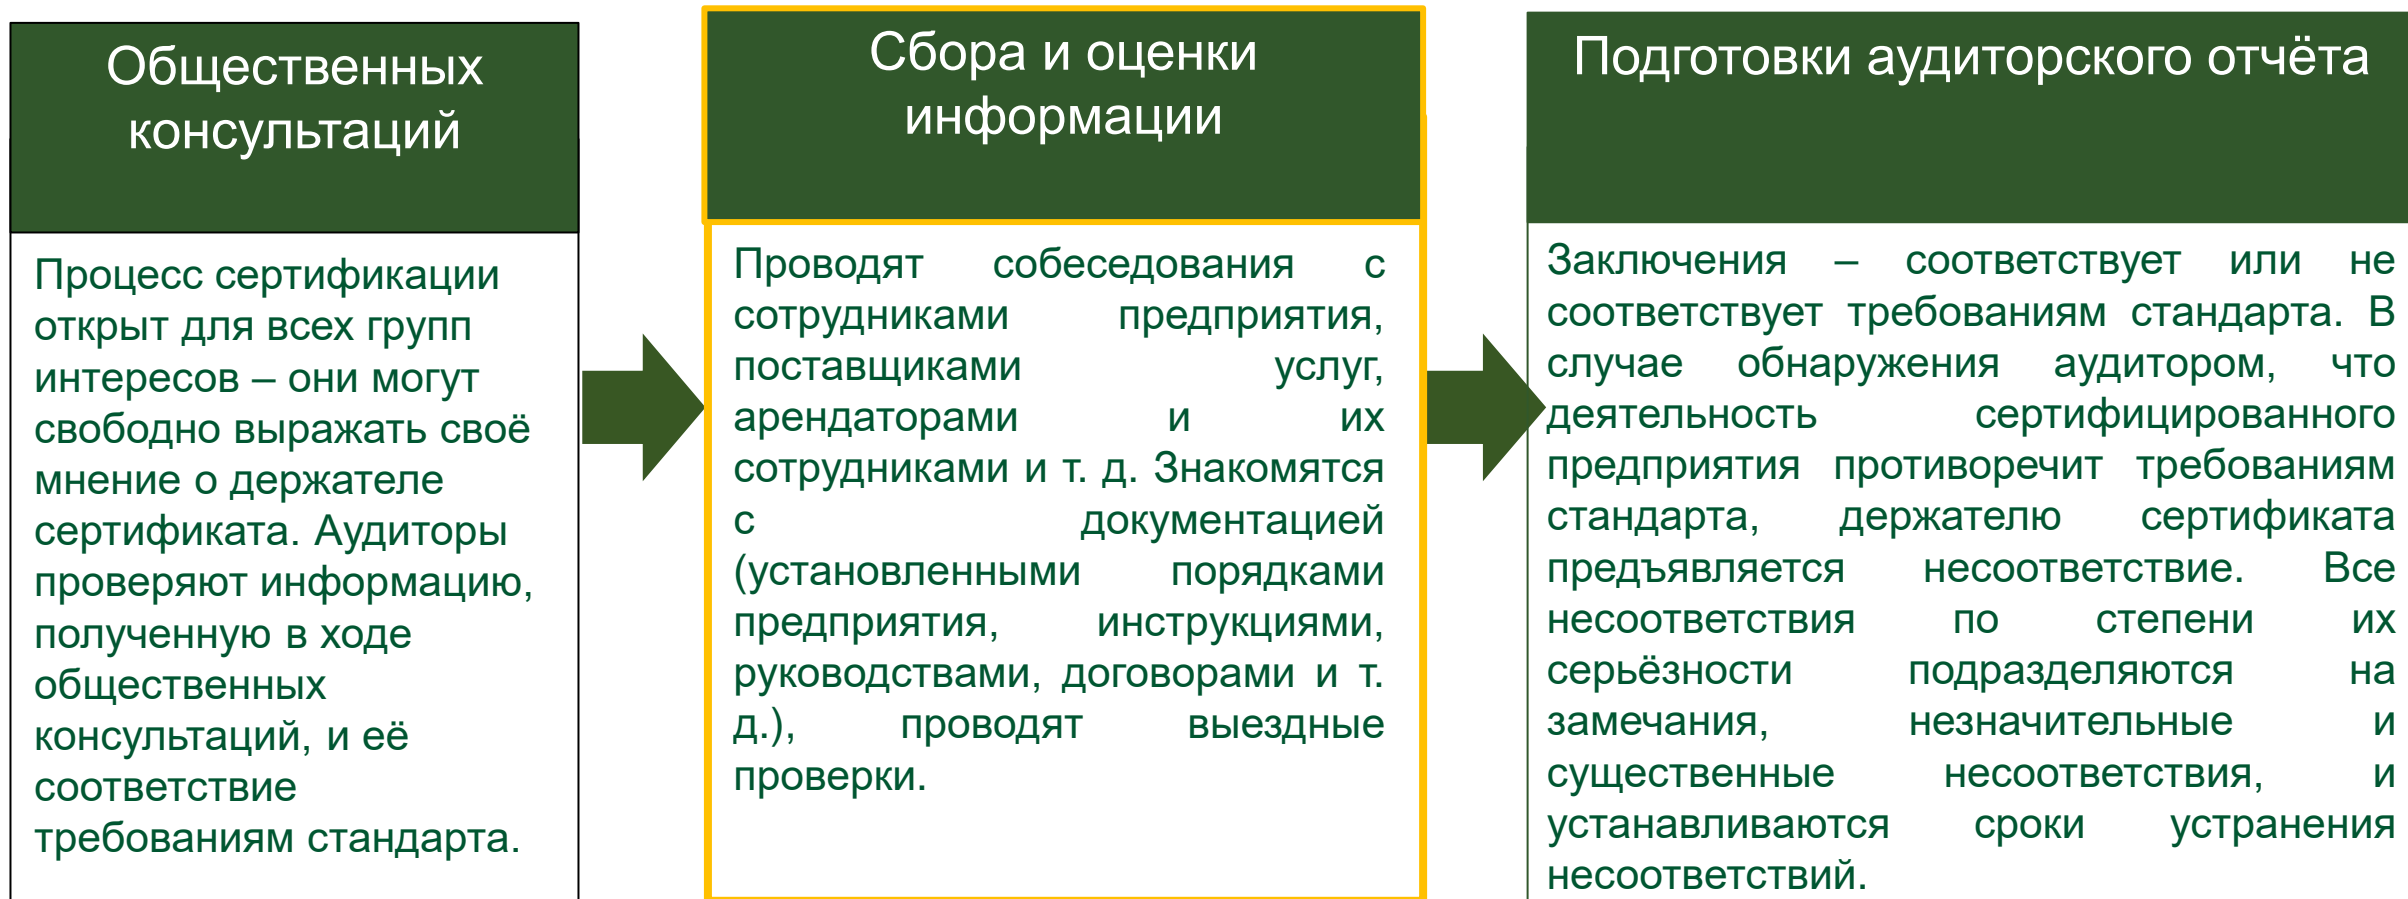 Общественных
консультаций
Процесс сертификации
открыт для всех групп
интересов – они могут
свободно выражать своё
мнение о держателе
сертификата. Аудиторы
проверяют информацию,
полученную в ходе
общественных
консультаций, и её
соответствие
требованиям стандарта.
Сбора и оценки
информации
Проводят собеседования с
сотрудниками предприятия,
поставщиками услуг,
арендаторами и их
сотрудниками и т. д. Знакомятся
с документацией
(установленными порядками
предприятия, инструкциями,
руководствами, договорами и т.
д.), проводят выездные
проверки.
Подготовки аудиторского отчёта
Заключения – соответствует или не
соответствует требованиям стандарта. В
случае обнаружения аудитором, что
деятельность сертифицированного
предприятия противоречит требованиям
стандарта, держателю сертификата
предъявляется несоответствие. Все
несоответствия по степени их
серьёзности подразделяются на
замечания, незначительные и
существенные несоответствия, и
устанавливаются сроки устранения
несоответствий.